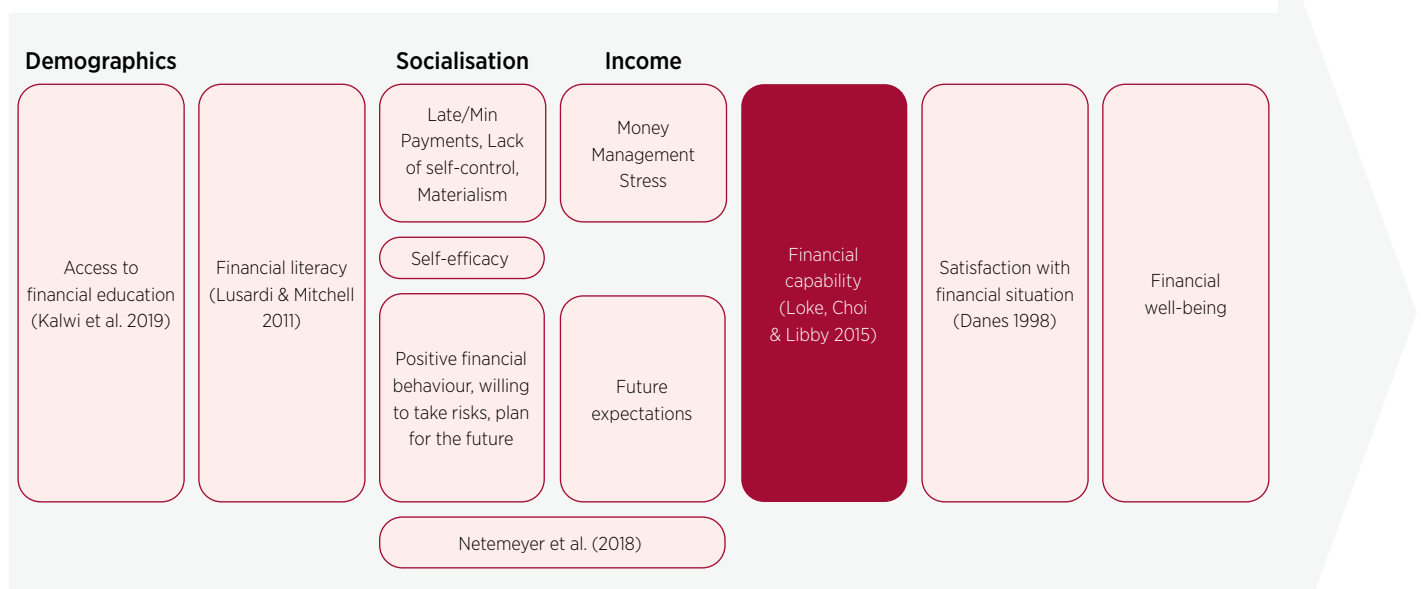 Demographics
Socialisation
Income
Access to
financial education
(Kalwi et al. 2019)
Financial literacy
(Lusardi & Mitchell
2011)
Late/Min
Payments, Lack
of self-control,
Materialism
Self-efficacy
Positive financial
behaviour, willing
to take risks, plan
for the future
Money
Management
Stress
Future
expectations
Netemeyer et al. (2018)
Financial
capability
(Loke, Choi
& Libby 2015)
Satisfaction with
financial situation
(Danes 1998)
Financial
well-being